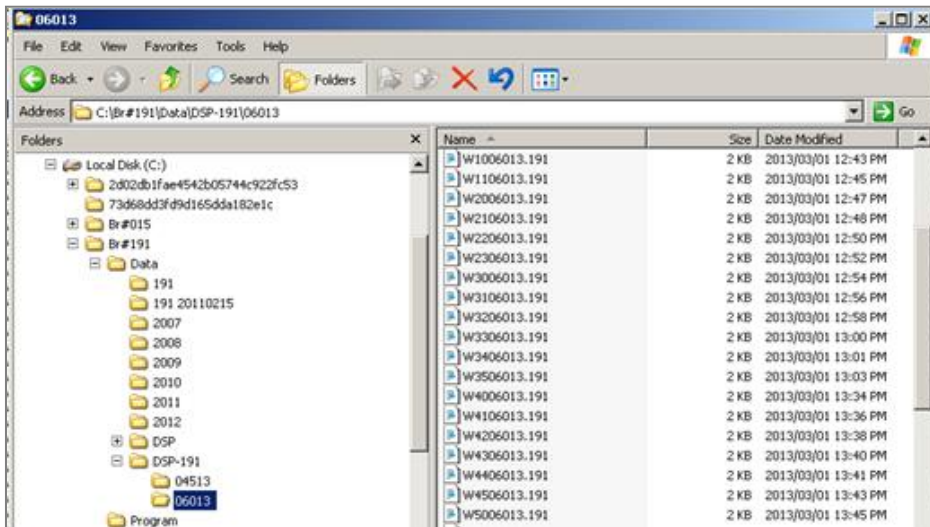 06013
File Edit View Favorites Tools Help
Back Search Folders
Address C:\Br#191\Data\DSP-191\06013 Go
Folders
Local Disk (C:)
2d02db1fae4542b05744c922fc53
73d68dd3fd9d165dda182e1c
Br#015
Br#191
Data
191
191 20110215
2007
2008
2009
2010
2011
2012
DSP
DSP-191
04513
06013
Program
Name Size Date Modified
W1006013.191 2 KB 2013/03/01 12:43 PM
W1106013.191 2 KB 2013/03/01 12:45 PM
W2006013.191 2 KB 2013/03/01 12:47 PM
W2106013.191 2 KB 2013/03/01 12:48 PM
W2206013.191 2 KB 2013/03/01 12:50 PM
W2306013.191 2 KB 2013/03/01 12:52 PM
W3006013.191 2 KB 2013/03/01 12:54 PM
W3106013.191 2 KB 2013/03/01 12:56 PM
W3206013.191 2 KB 2013/03/01 12:58 PM
W3306013.191 2 KB 2013/03/01 13:00 PM
W3406013.191 2 KB 2013/03/01 13:01 PM
W3506013.191 2 KB 2013/03/01 13:03 PM
W4006013.191 2 KB 2013/03/01 13:34 PM
W4106013.191 2 KB 2013/03/01 13:36 PM
W4206013.191 2 KB 2013/03/01 13:38 PM
W4306013.191 2 KB 2013/03/01 13:40 PM
W4406013.191 2 KB 2013/03/01 13:41 PM
W4506013.191 2 KB 2013/03/01 13:43 PM
W5006013.191 2 KB 2013/03/01 13:45 PM